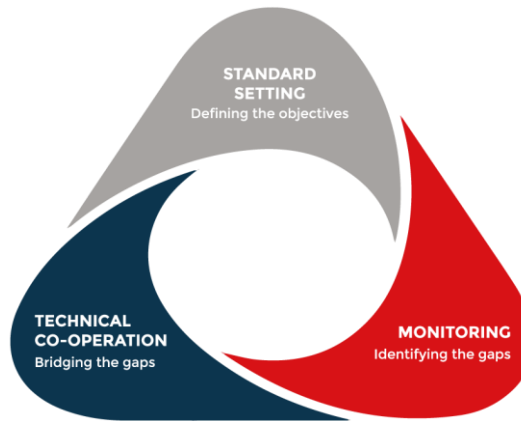 STANDARD
SETTING
Defining the objectives
TECHNICAL
CO-OPERATION
Bridging the gaps
MONITORING
Identifying the gaps